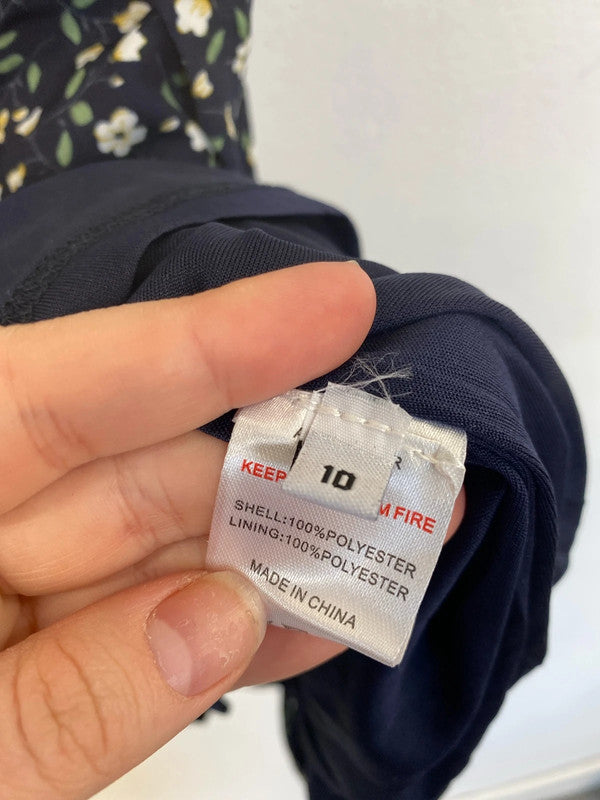 10
KEEP
M FIRE
SHELL:100%POLYESTER
LINING:100%POLYESTER
MADE IN CHINA